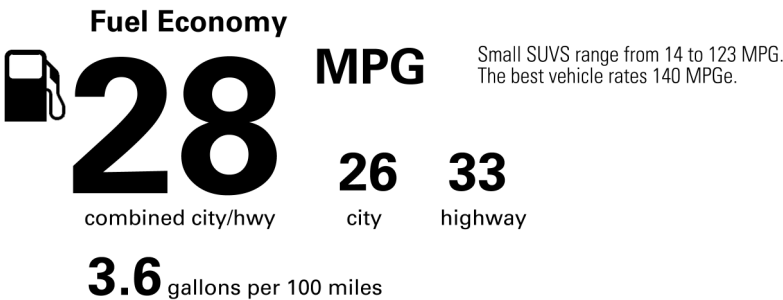 Fuel Economy
28 MPG
Small SUVS range from 14 to 123 MPG.
The best vehicle rates 140 MPGe.
26 33
combined city/hwy city highway
3.6 gallons per 100 miles